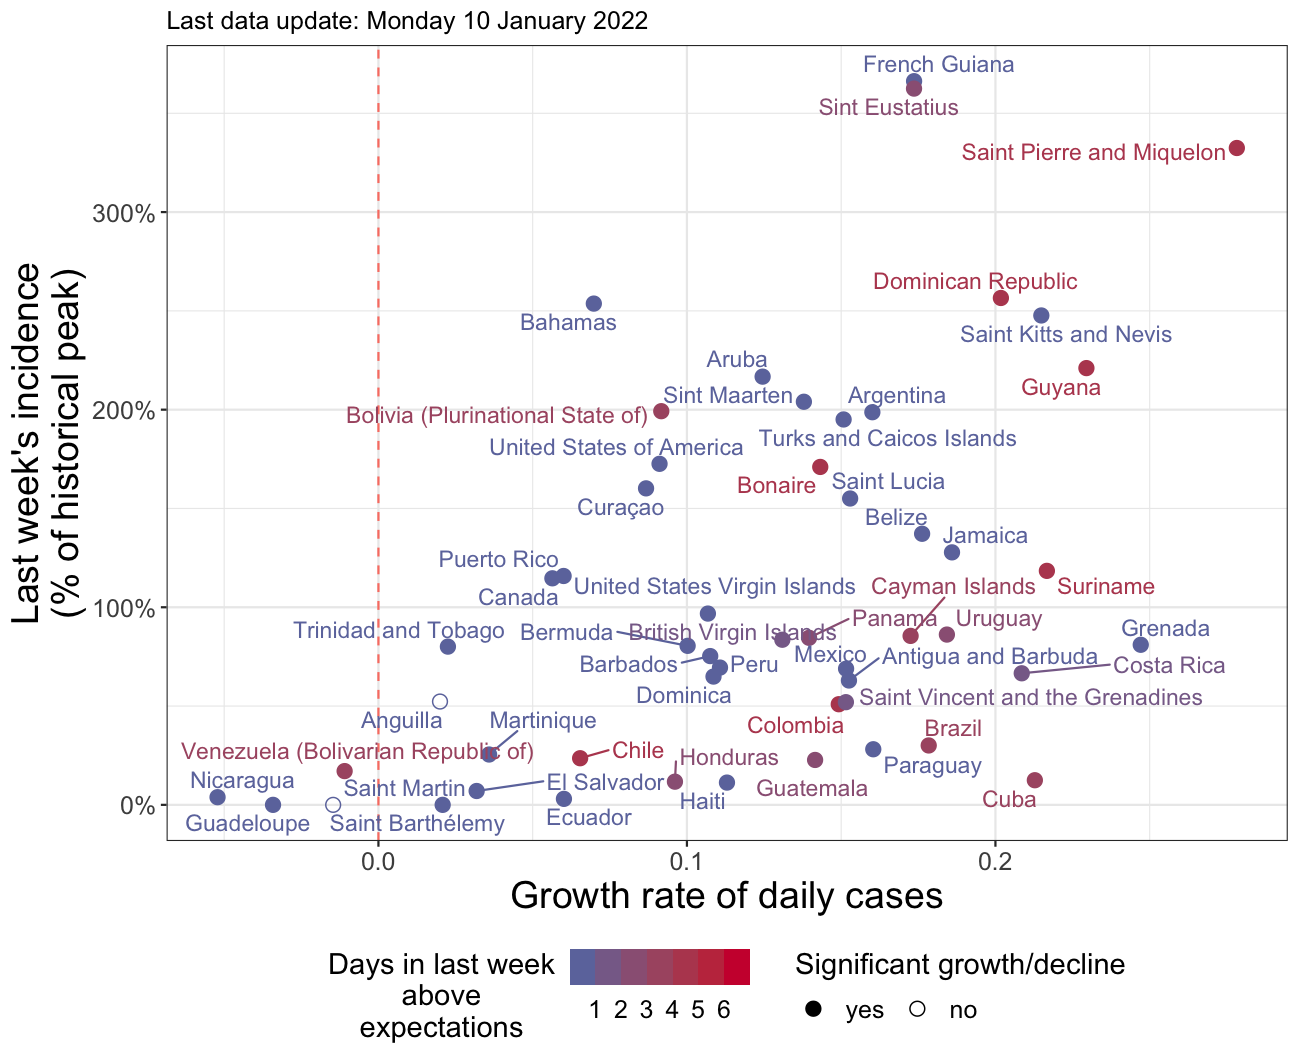 Last data update: Monday 10 January 2022
Last week's incidence
(% of historical peak)
French Guiana
Sint Eustatius
Saint Pierre and Miquelon
300%
Dominican Republic
Bahamas
Saint Kitts and Nevis
Aruba
Guyana
Sint Maarten
Argentina
200%
Bolivia (Plurinational State of)
Turks and Caicos Islands
United States of America
Bonaire
Saint Lucia
Curaçao
Belize
Jamaica
Puerto Rico
United States Virgin Islands
Cayman Islands
Suriname
Canada
100%
Panama
Uruguay
Trinidad and Tobago
Bermuda
British Virgin Islands
Grenada
Barbados
Peru
Mexico
Antigua and Barbuda
Costa Rica
Dominica
Saint Vincent and the Grenadines
Anguilla
Martinique
Colombia
Brazil
Venezuela (Bolivarian Republic of)
Chile
Honduras
Paraguay
Nicaragua
Saint Martin
El Salvador
Guatemala
Haiti
Cuba
0%
Guadeloupe
Saint Barthélemy
Ecuador
0.0
0.1
0.2
Growth rate of daily cases
Days in last week
above
expectations
1 2 3 4 5 6
Significant growth/decline
yes
no